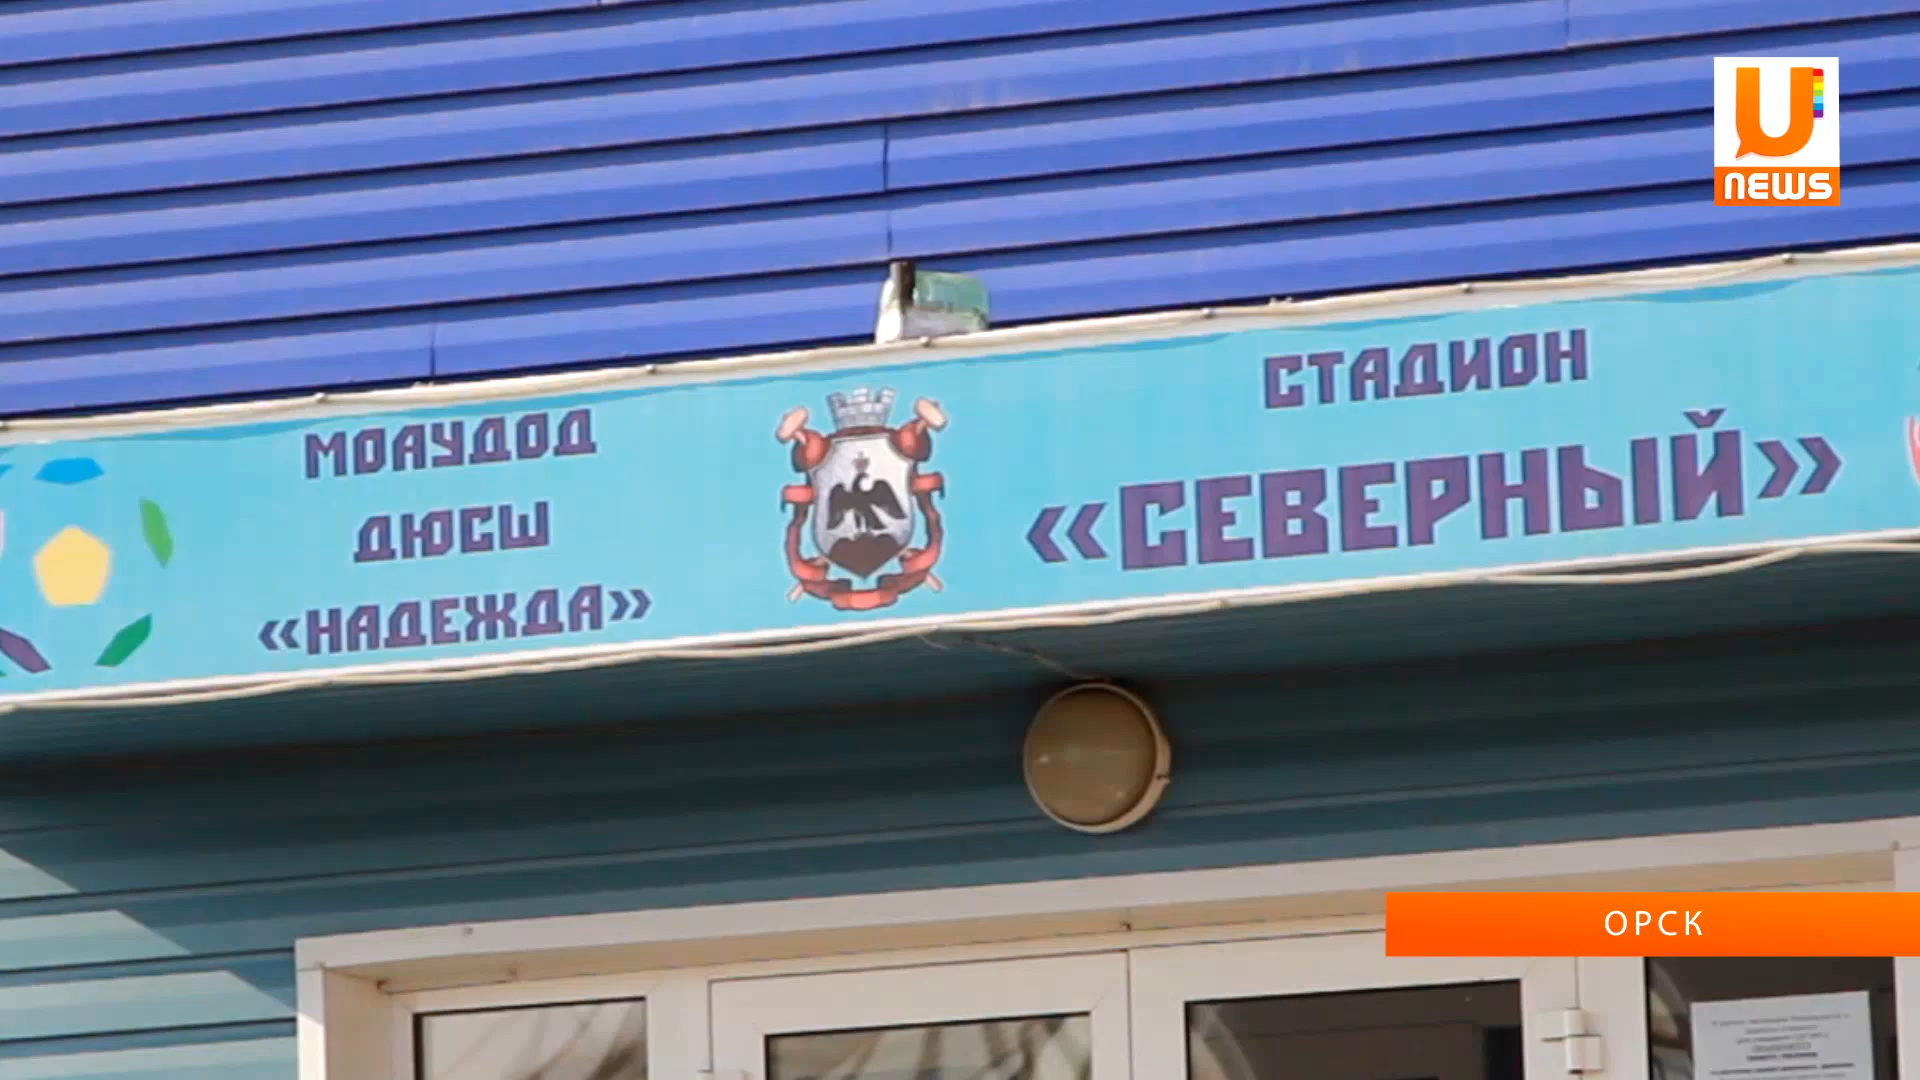 U
NEWS
МОАУДОД
ДЮСШ
«НАДЕЖДА»
СТАДИОН
«СЕВЕРНЫЙ»
ОРСК